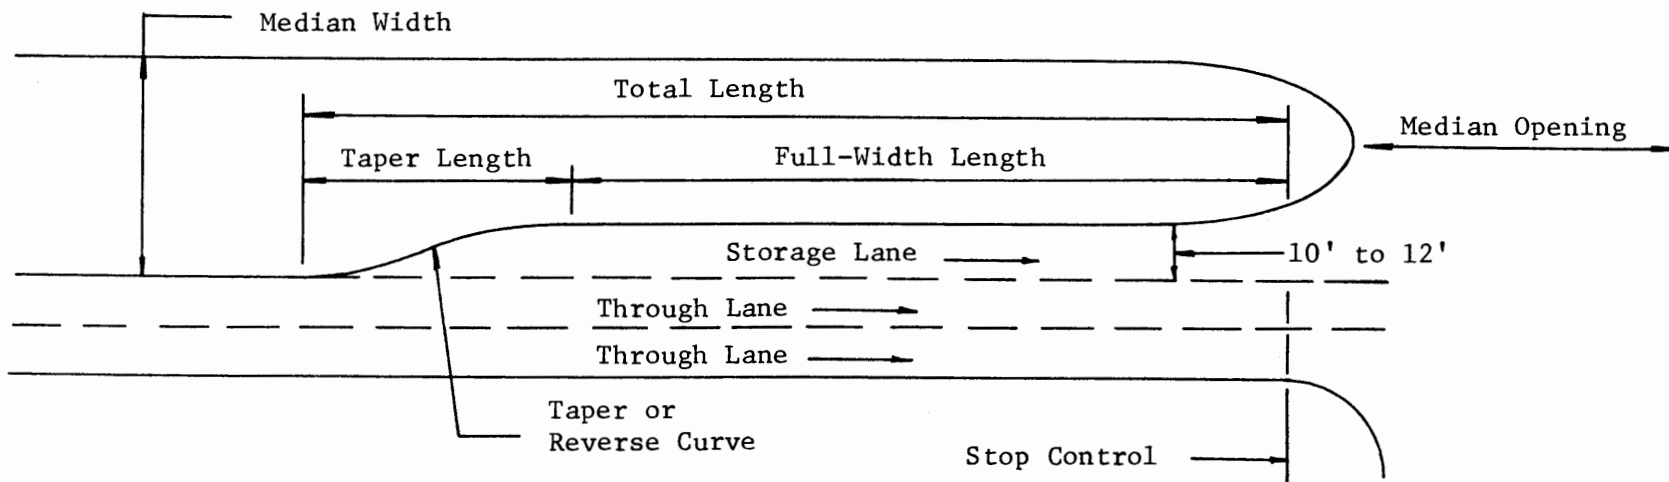 Median Width
Total Length
Median Opening
Taper Length
Full-Width Length
Storage Lane
10' to 12'
Through Lane
Through Lane
Taper or
Reverse Curve
Stop Control